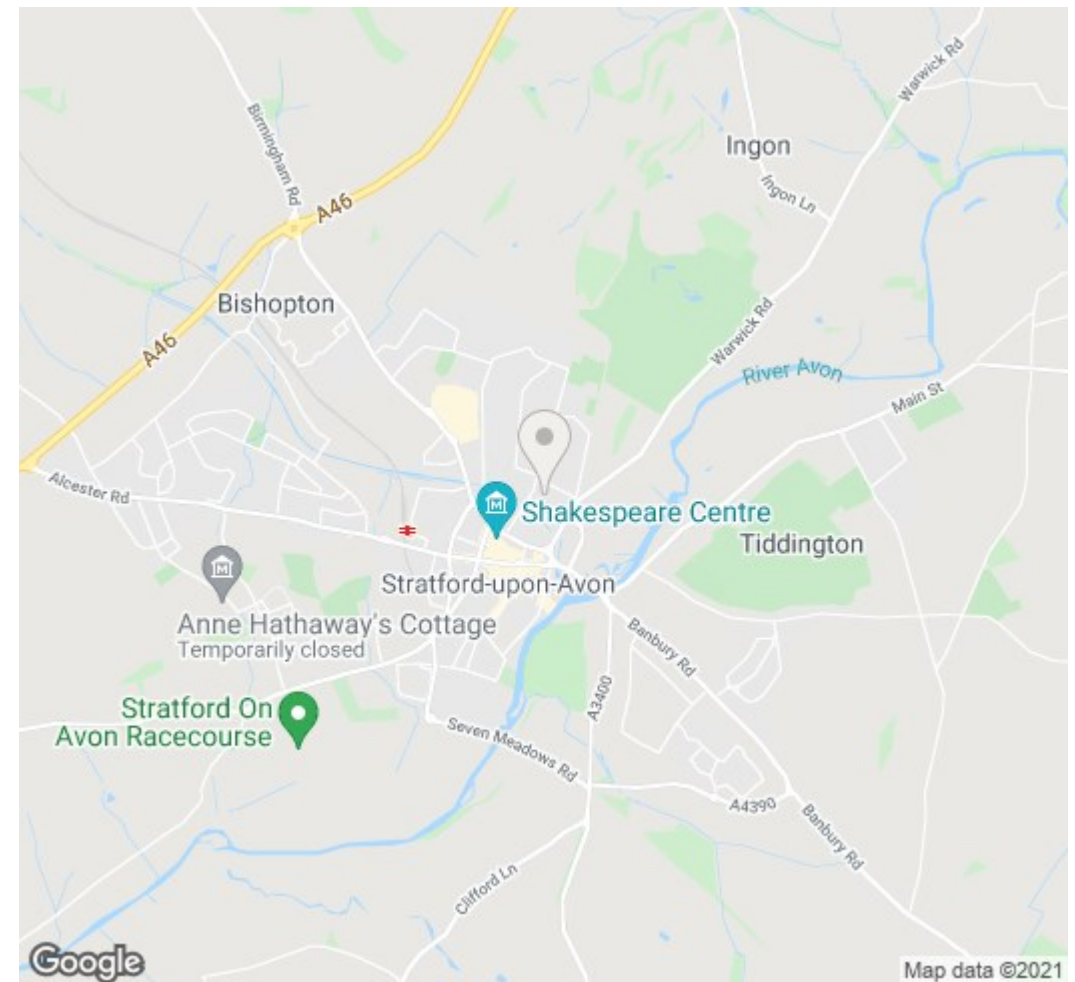 Warwick Rd
Birmingham Rd
Ingon
Ingon Ln
A46
Bishopton
A46
Warwick Rd
River Avon
Main St
Alcester Rd
Shakespeare Centre
Tiddington
Stratford-upon-Avon
Anne Hathaway's Cottage
Temporarily closed
Banbury Rd
A3400
Stratford On
Avon Racecourse
Seven Meadows Rd
A4390
Banbury Rd
Clifford Ln
Google
Map data ©2021